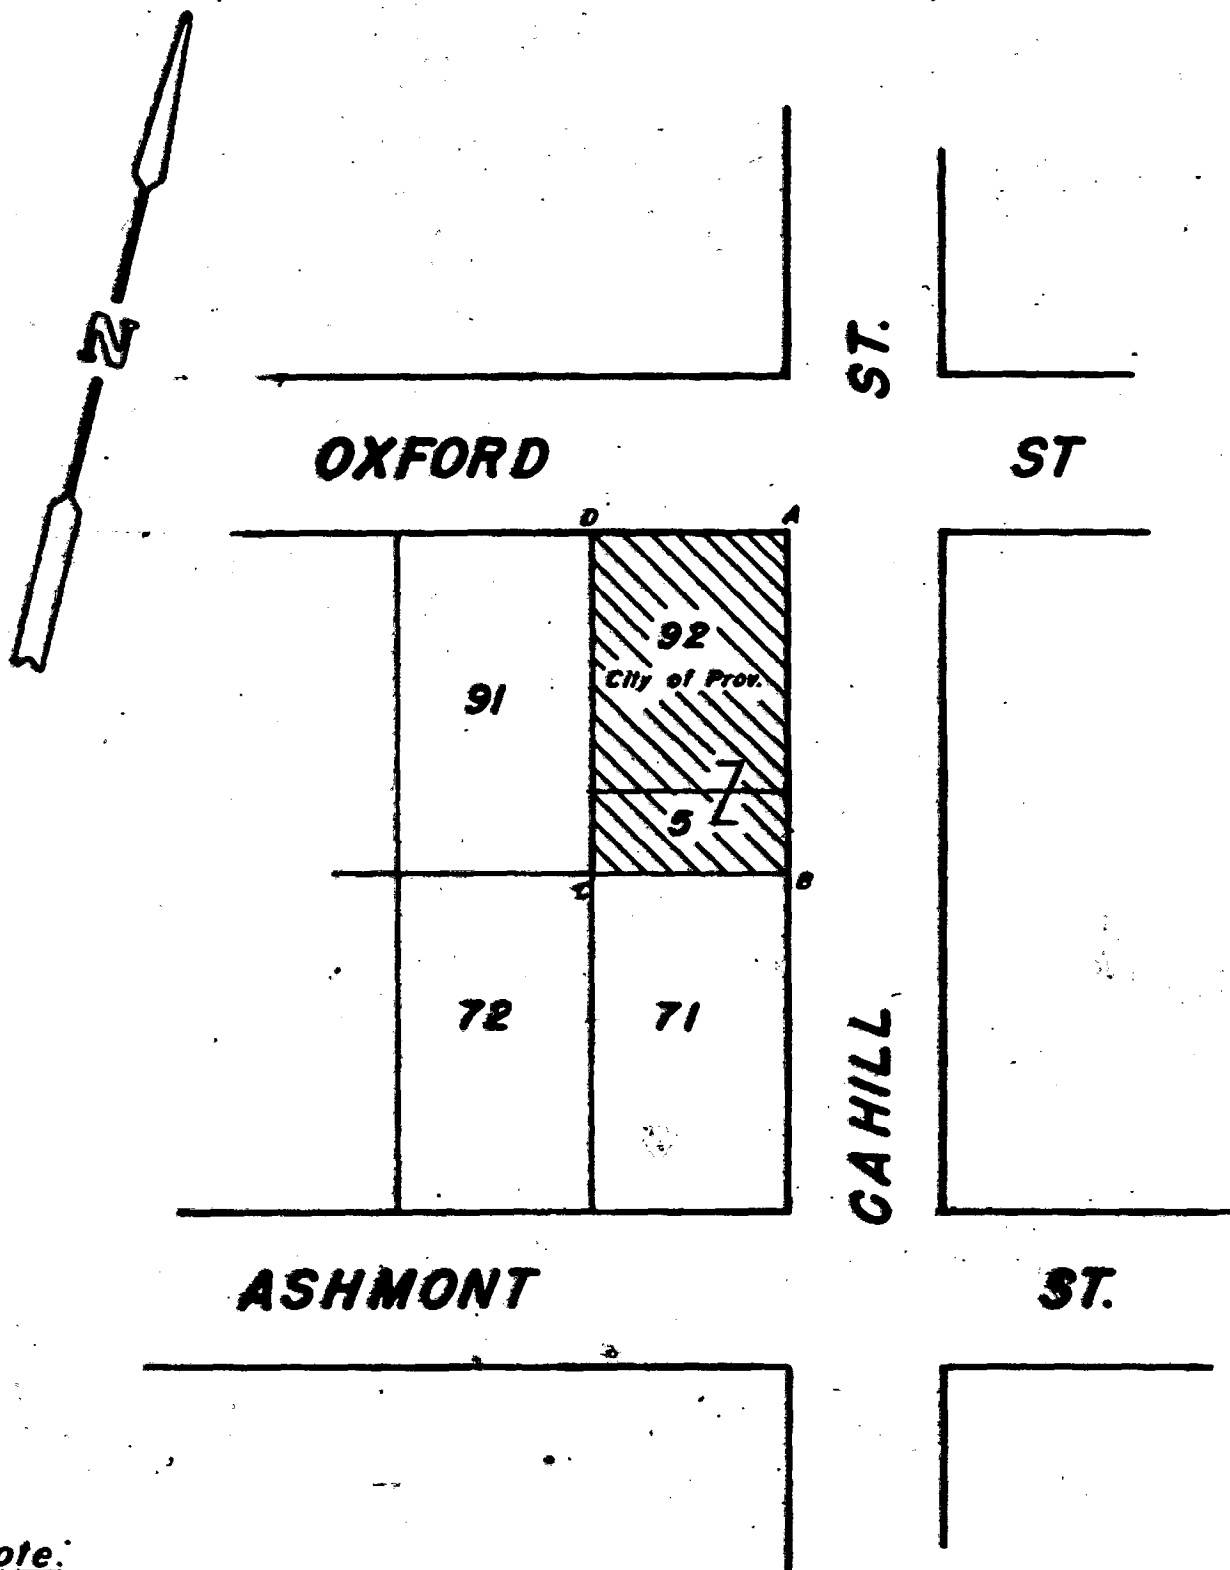 N
ST.
OXFORD ST
D A
92
City of Prov.
91
5
C B
72 71
CAHILL
ASHMONT ST.
ote: